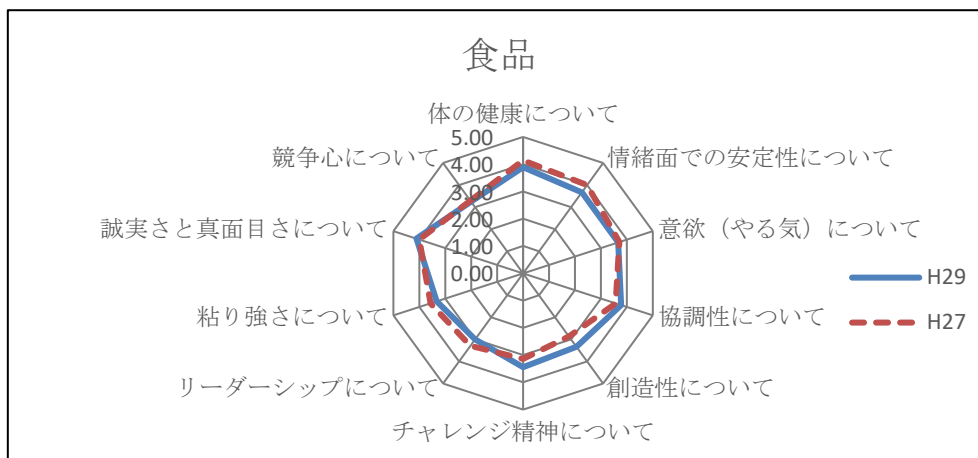 食品
体の健康について
5.00
4.00
3.00
2.00
1.00
0.00
情緒面での安定性について
意欲（やる気）について
協調性について
創造性について
チャレンジ精神について
リーダーシップについて
粘り強さについて
誠実さと真面目さについて
競争心について
H29
H27